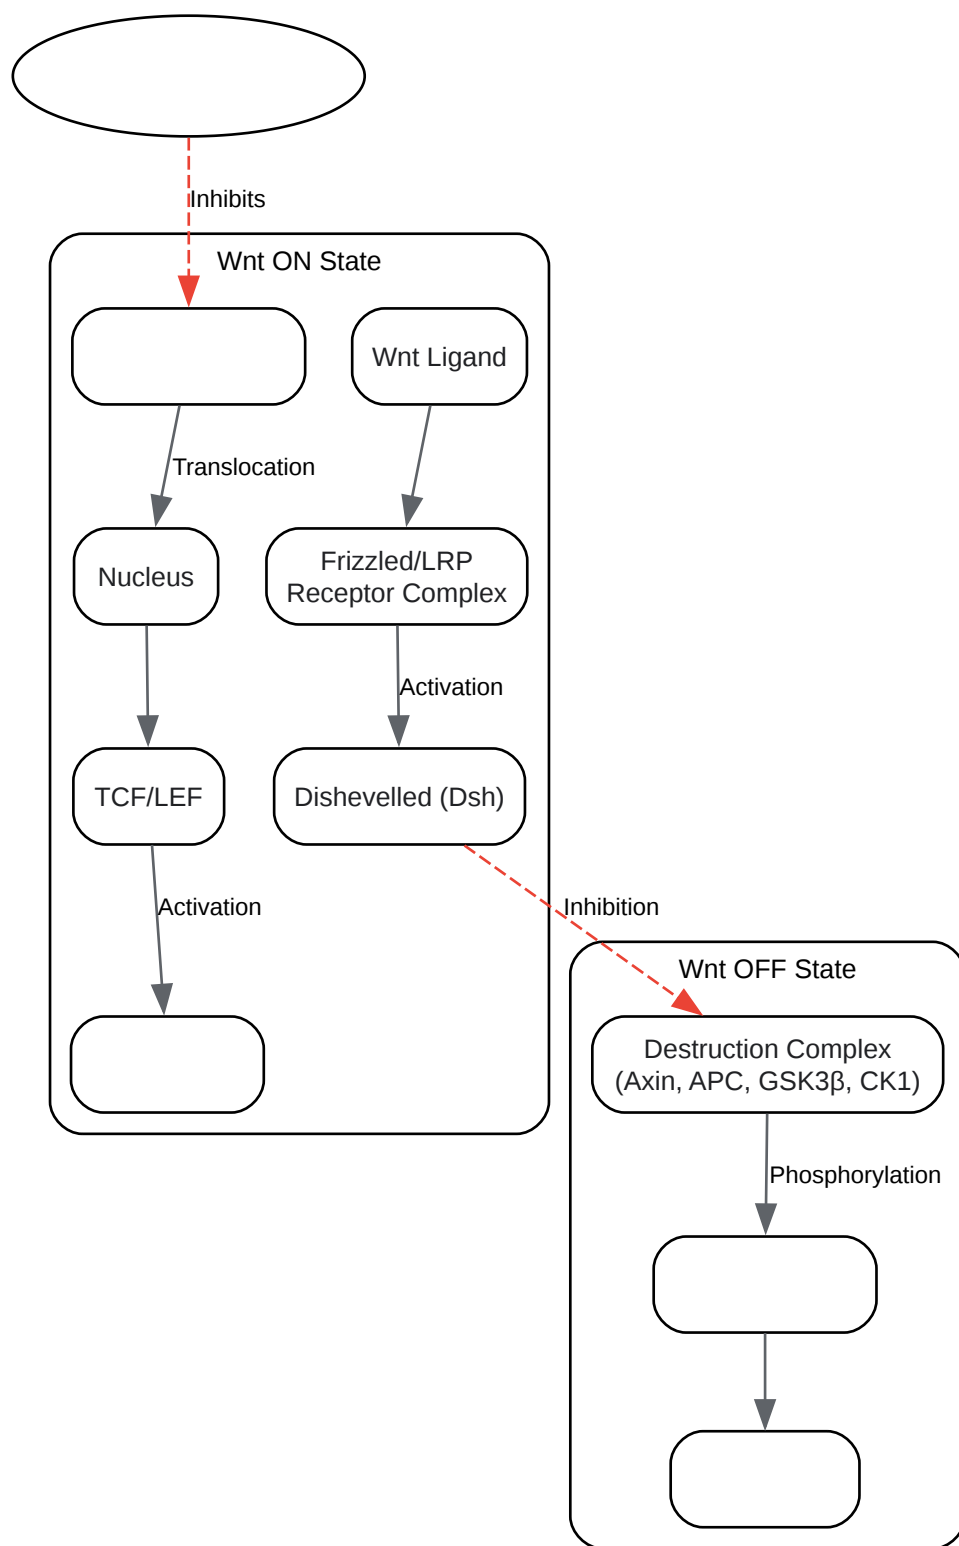 Inhibits
Wnt ON State
Wnt Ligand
Translocation
Nucleus
Frizzled/LRP
Receptor Complex
Activation
TCF/LEF
Dishevelled (Dsh)
Activation
Inhibition
Wnt OFF State
Destruction Complex
(Axin, APC, GSK3β, CK1)
Phosphorylation